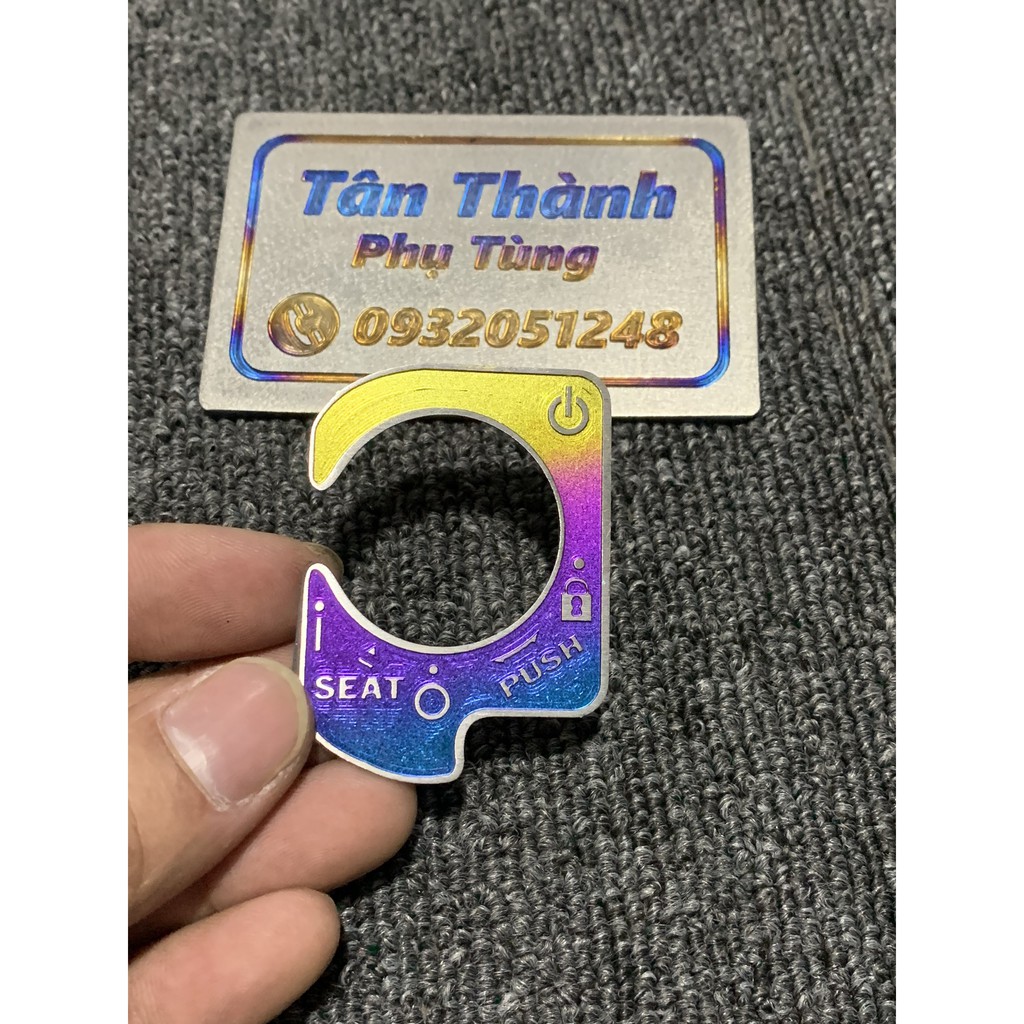 Tân Thành
Phụ Tùng
0932051248
SEAT
PUSH